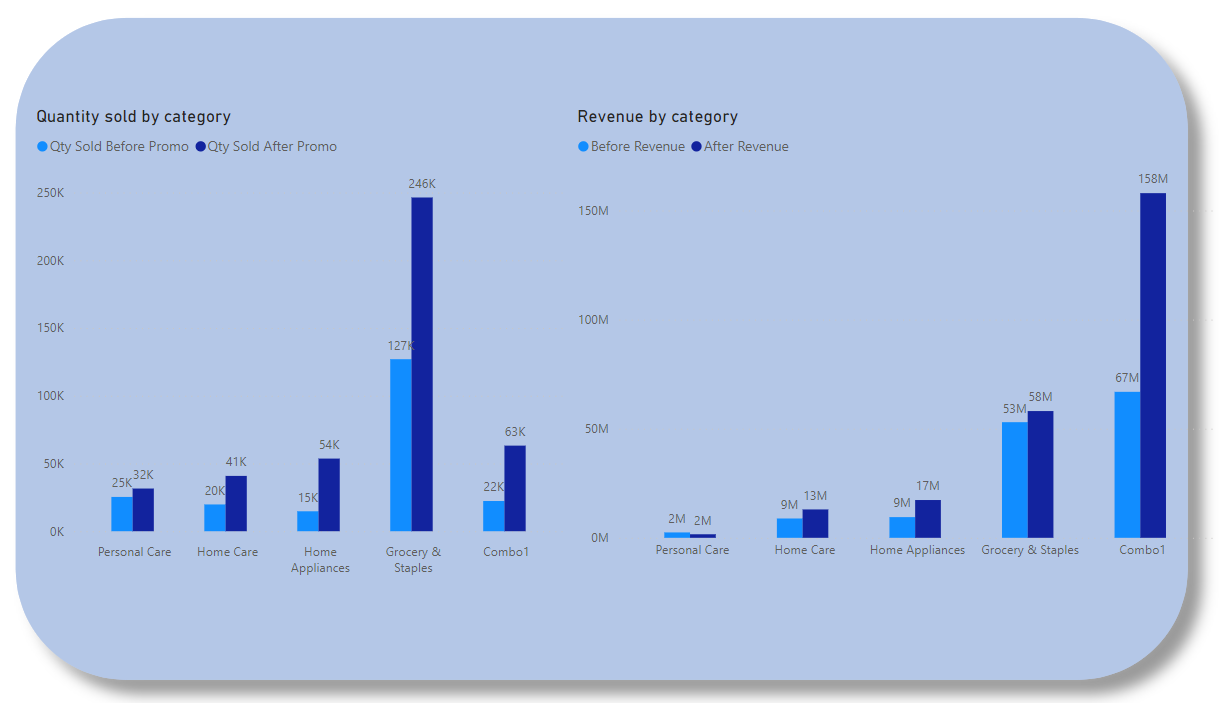 Quantity sold by category
Qty Sold Before Promo Qty Sold After Promo
250K
200K
150K
100K
50K
0K
25K
32K
20K
41K
15K
54K
127K
246K
22K
63K
Personal Care
Home Care
Home
Appliances
Grocery &
Staples
Combo1
Revenue by category
Before Revenue After Revenue
150M
100M
50M
0M
2M
2M
9M
13M
9M
17M
53M
58M
67M
158M
Personal Care
Home Care
Home Appliances
Grocery & Staples
Combo1